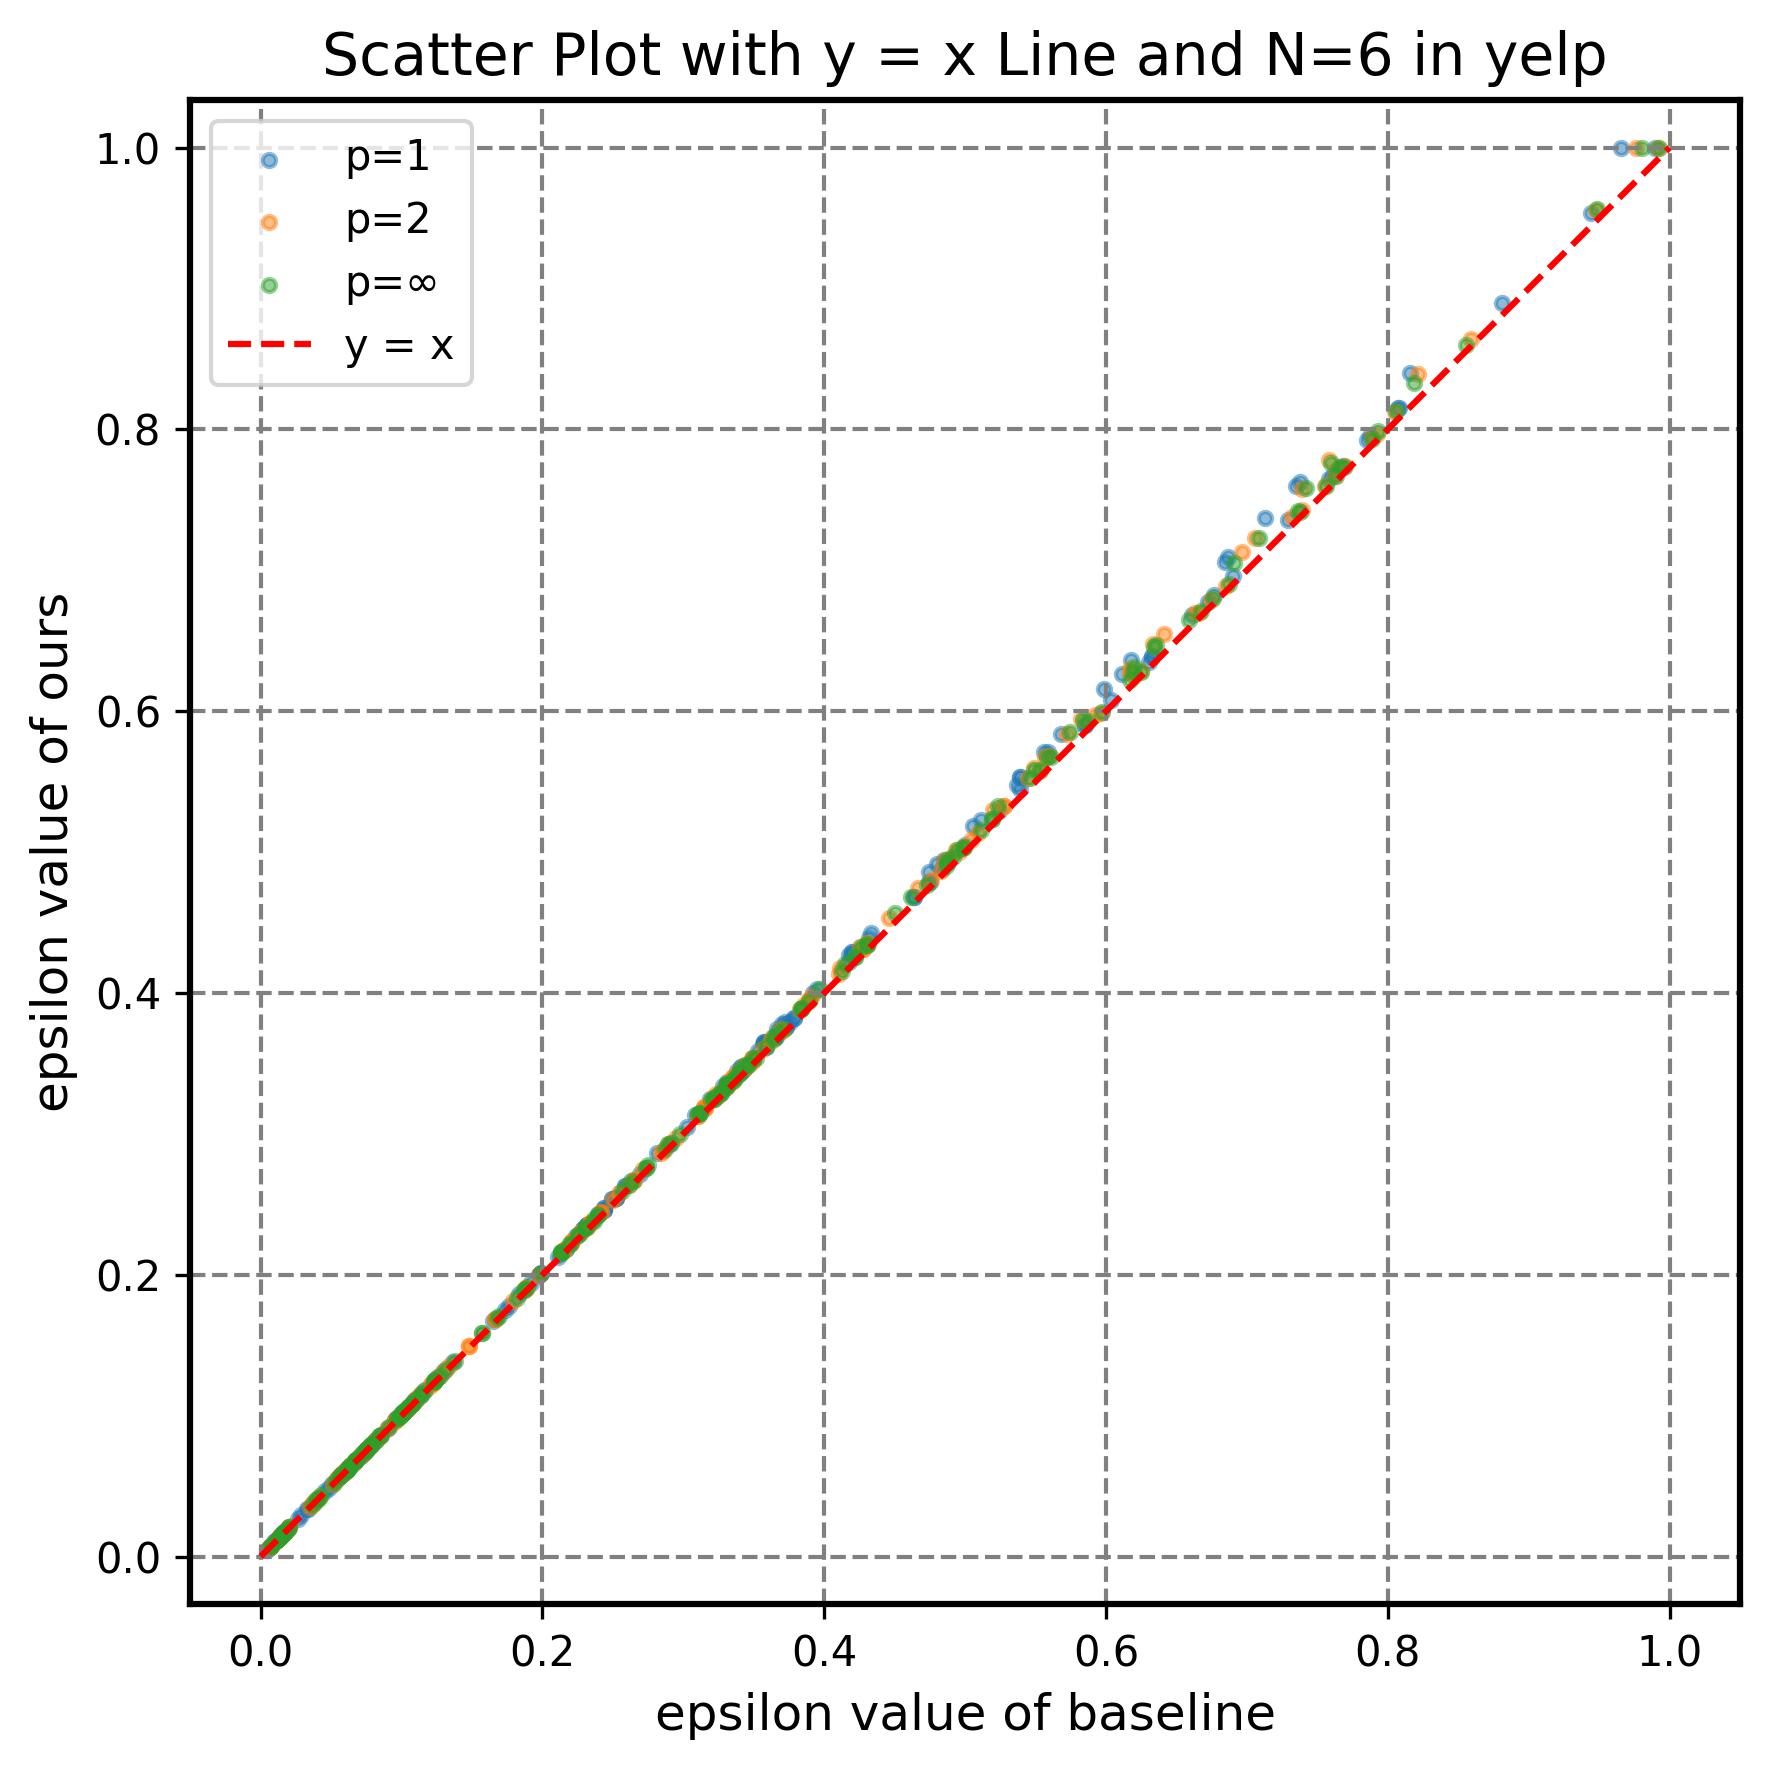 Scatter Plot with y = x Line and N=6 in yelp
p=1
p=2
p=∞
y = x
epsilon value of ours
1.0
0.8
0.6
0.4
0.2
0.0
0.0 0.2 0.4 0.6 0.8 1.0
epsilon value of baseline